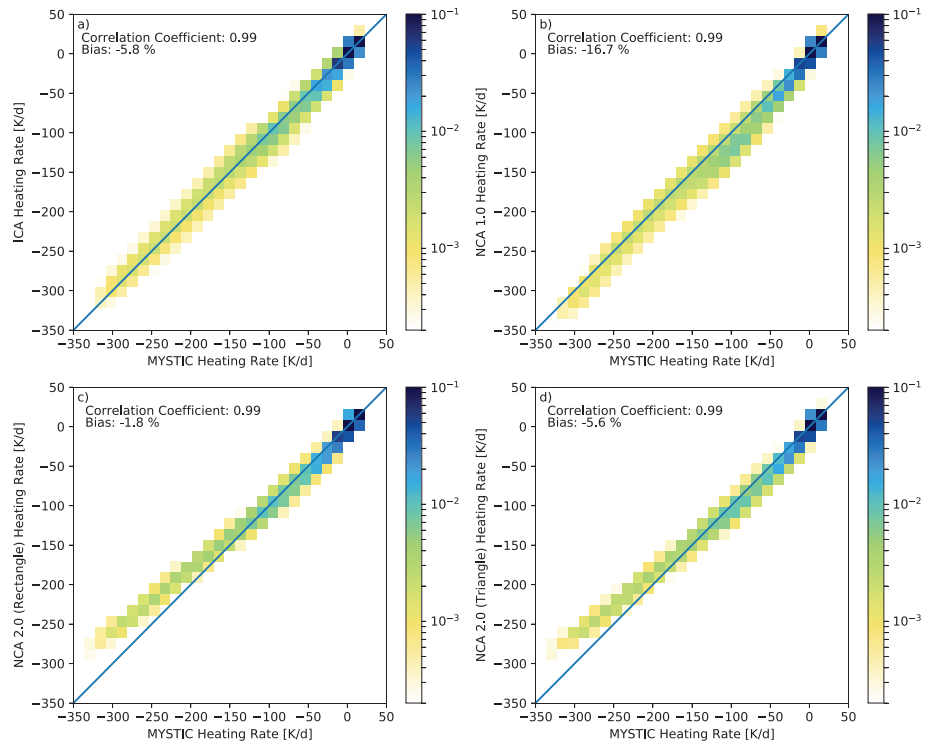 a)
Correlation Coefficient: 0.99
Bias: -5.8 %
50
0
−50
−100
−150
−200
−250
−300
−350
ICA Heating Rate [K/d]
−350 −300 −250 −200 −150 −100 −50 0 50
MYSTIC Heating Rate [K/d]
10⁻¹
10⁻²
10⁻³
b)
Correlation Coefficient: 0.99
Bias: -16.7 %
50
0
−50
−100
−150
−200
−250
−300
−350
NCA 1.0 Heating Rate [K/d]
−350 −300 −250 −200 −150 −100 −50 0 50
MYSTIC Heating Rate [K/d]
10⁻¹
10⁻²
10⁻³
c)
Correlation Coefficient: 0.99
Bias: -1.8 %
50
0
−50
−100
−150
−200
−250
−300
−350
NCA 2.0 (Rectangle) Heating Rate [K/d]
−350 −300 −250 −200 −150 −100 −50 0 50
MYSTIC Heating Rate [K/d]
10⁻¹
10⁻²
10⁻³
d)
Correlation Coefficient: 0.99
Bias: -5.6 %
50
0
−50
−100
−150
−200
−250
−300
−350
NCA 2.0 (Triangle) Heating Rate [K/d]
−350 −300 −250 −200 −150 −100 −50 0 50
MYSTIC Heating Rate [K/d]
10⁻¹
10⁻²
10⁻³